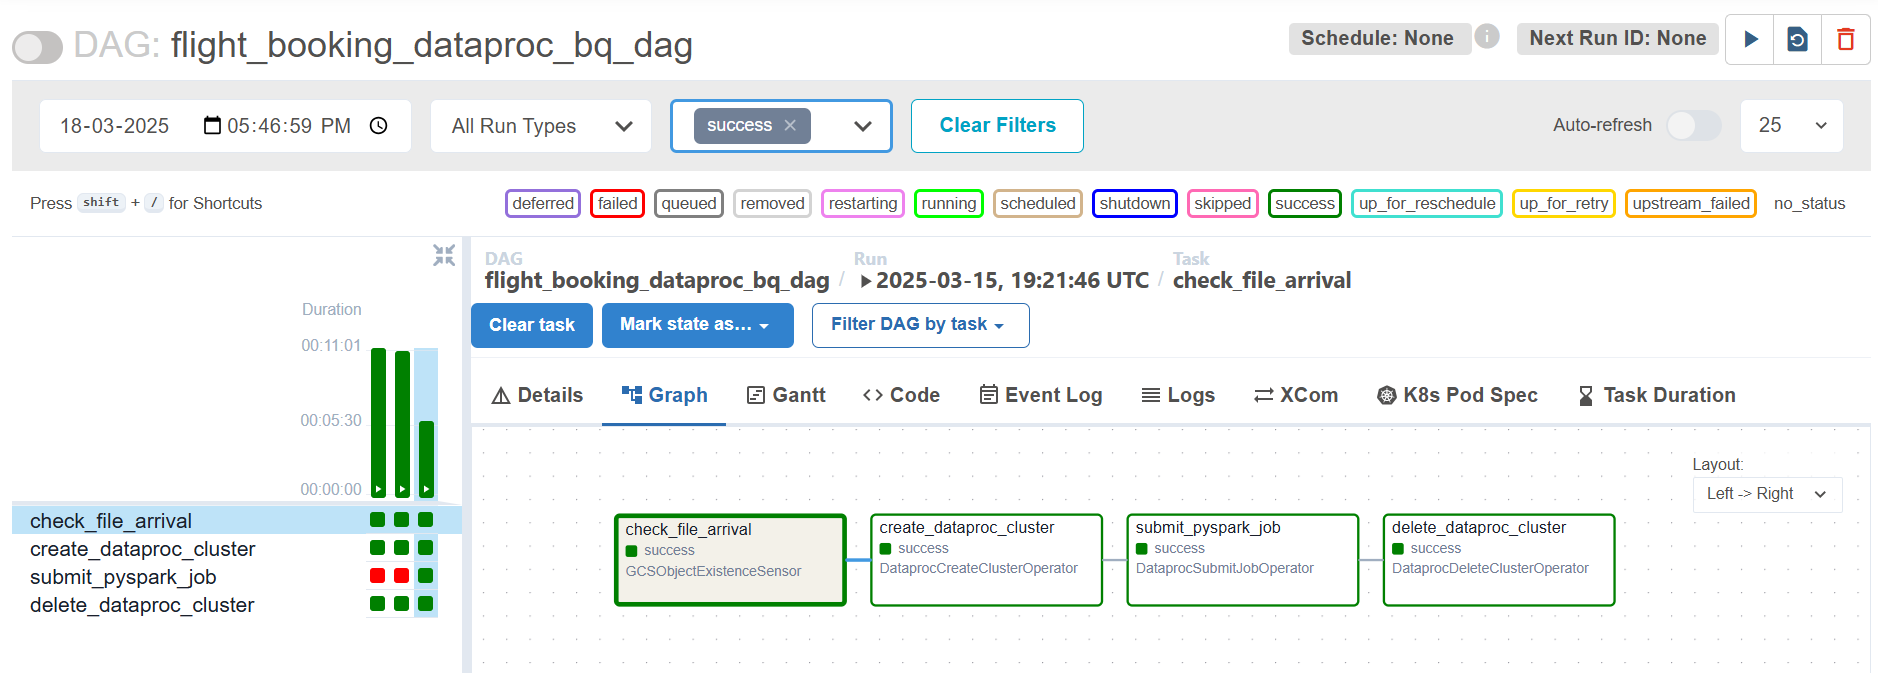 DAG: flight_booking_dataproc_bq_dag
Schedule: None
Next Run ID: None
18-03-2025 05:46:59 PM
All Run Types
success
Clear Filters
Auto-refresh
25
Press shift + / for Shortcuts
deferred failed queued removed restarting running scheduled shutdown skipped success up_for_reschedule up_for_retry upstream_failed no_status
Duration
00:11:01
00:05:30
00:00:00
check_file_arrival
create_dataproc_cluster
submit_pyspark_job
delete_dataproc_cluster
DAG
flight_booking_dataproc_bq_dag /
Run
2025-03-15, 19:21:46 UTC /
Task
check_file_arrival
Clear task
Mark state as...
Filter DAG by task
Details
Graph
Gantt
Code
Event Log
Logs
XCom
K8s Pod Spec
Task Duration
Layout:
Left -> Right
check_file_arrival
success
GCSObjectExistenceSensor
create_dataproc_cluster
success
DataprocCreateClusterOperator
submit_pyspark_job
success
DataprocSubmitJobOperator
delete_dataproc_cluster
success
DataprocDeleteClusterOperator